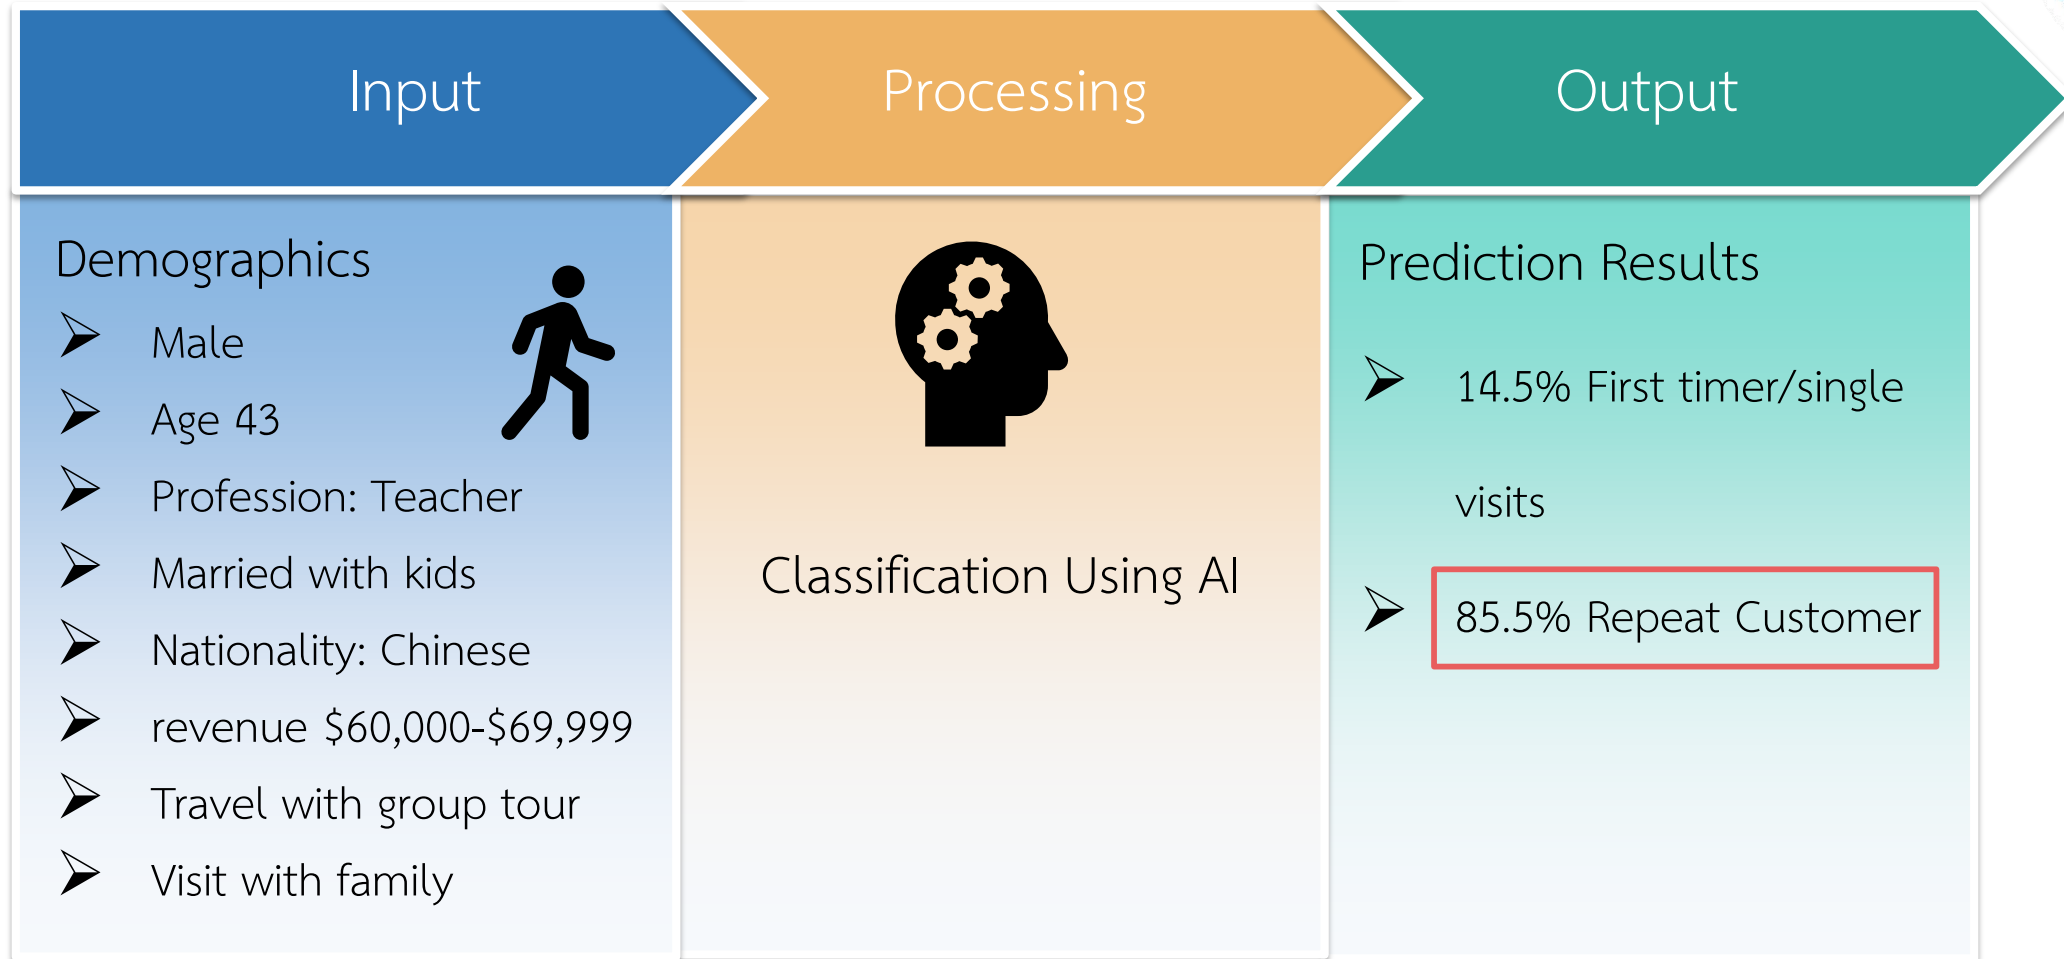 Input
Processing
Output
Demographics
Male
Age 43
Profession: Teacher
Married with kids
Nationality: Chinese
revenue $60,000-$69,999
Travel with group tour
Visit with family
Classification Using AI
Prediction Results
14.5% First timer/single
visits
85.5% Repeat Customer